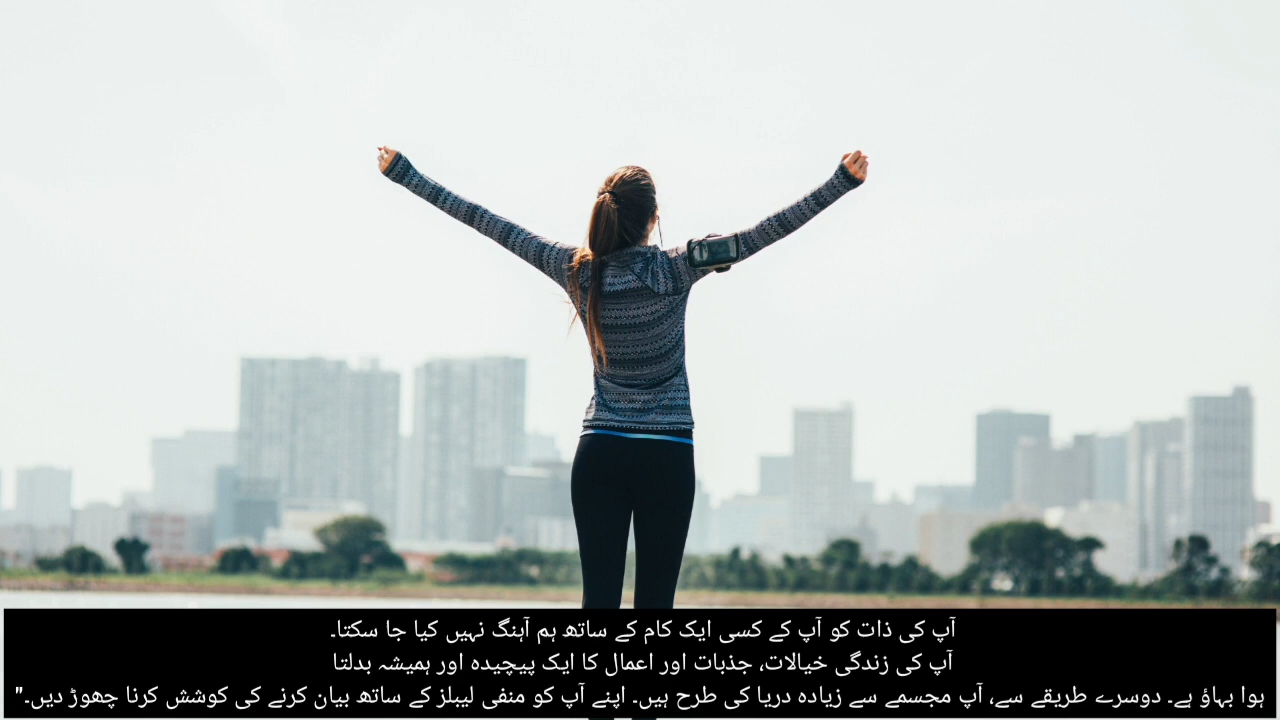 آپ کی ذات کو آپ کے کسی ایک کام کے ساتھ ہم آہنگ نہیں کیا جا سکتا۔
آپ کی زندگی خیالات، جذبات اور اعمال کا ایک پیچیدہ اور ہمیشہ بدلتا
ہوا بہاؤ ہے۔ دوسرے طریقے سے، آپ مجسمے سے زیادہ دریا کی طرح ہیں۔ اپنے آپ کو منفی لیبلز کے ساتھ بیان کرنے کی کوشش کرنا چھوڑ دیں۔"